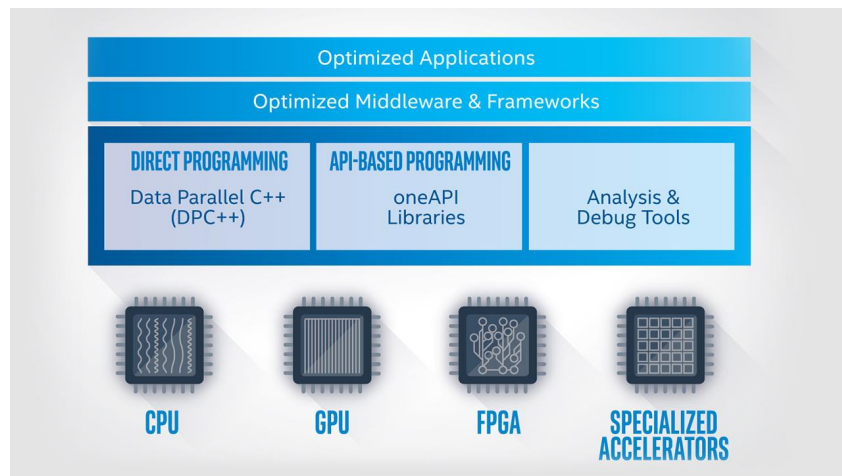 Optimized Applications
Optimized Middleware & Frameworks
DIRECT PROGRAMMING
Data Parallel C++
(DPC++)
API-BASED PROGRAMMING
oneAPI
Libraries
Analysis &
Debug Tools
CPU
GPU
FPGA
SPECIALIZED
ACCELERATORS